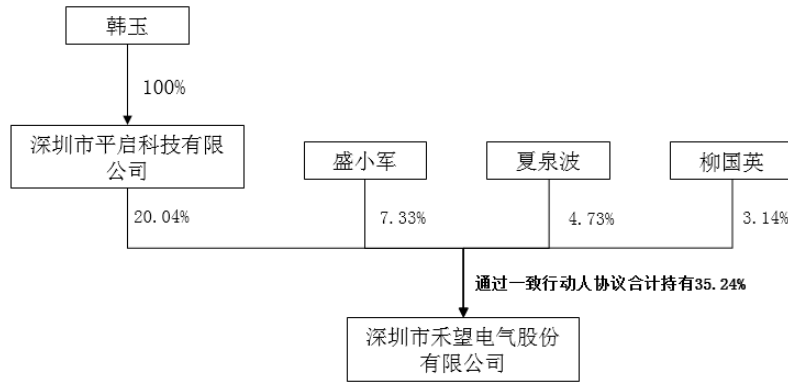 韩玉
100%
深圳市平启科技有限
公司
盛小军
夏泉波
柳国英
20.04%
7.33%
4.73%
3.14%
通过一致行动人协议合计持有35.24%
深圳市禾望电气股份
有限公司